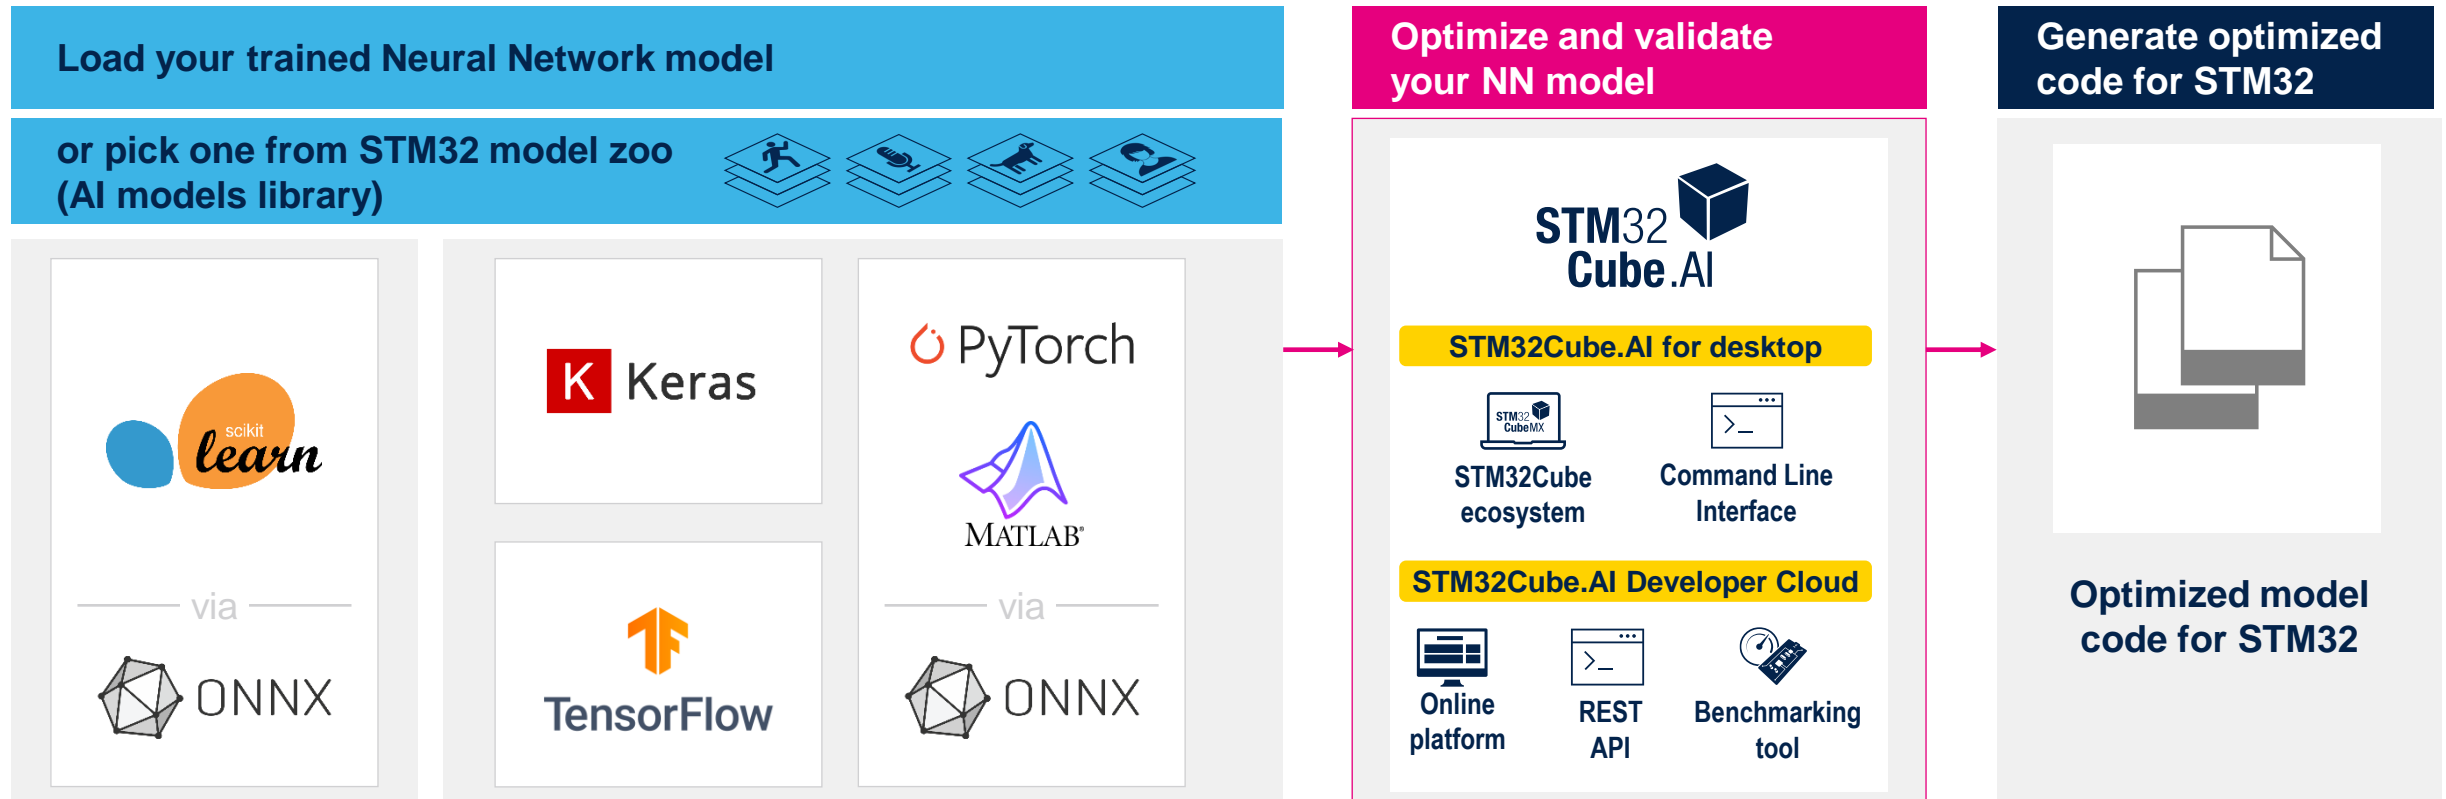 Load your trained Neural Network model
or pick one from STM32 model zoo
(AI models library)
scikit
learn
via
ONNX
K Keras
TensorFlow
PyTorch
MATLAB®
via
ONNX
Optimize and validate
your NN model
STM32
Cube.AI
STM32Cube.AI for desktop
STM32
CubeMX
STM32Cube
ecosystem
>_
Command Line
Interface
STM32Cube.AI Developer Cloud
Online
platform
>_
REST
API
Benchmarking
tool
Generate optimized
code for STM32
Optimized model
code for STM32